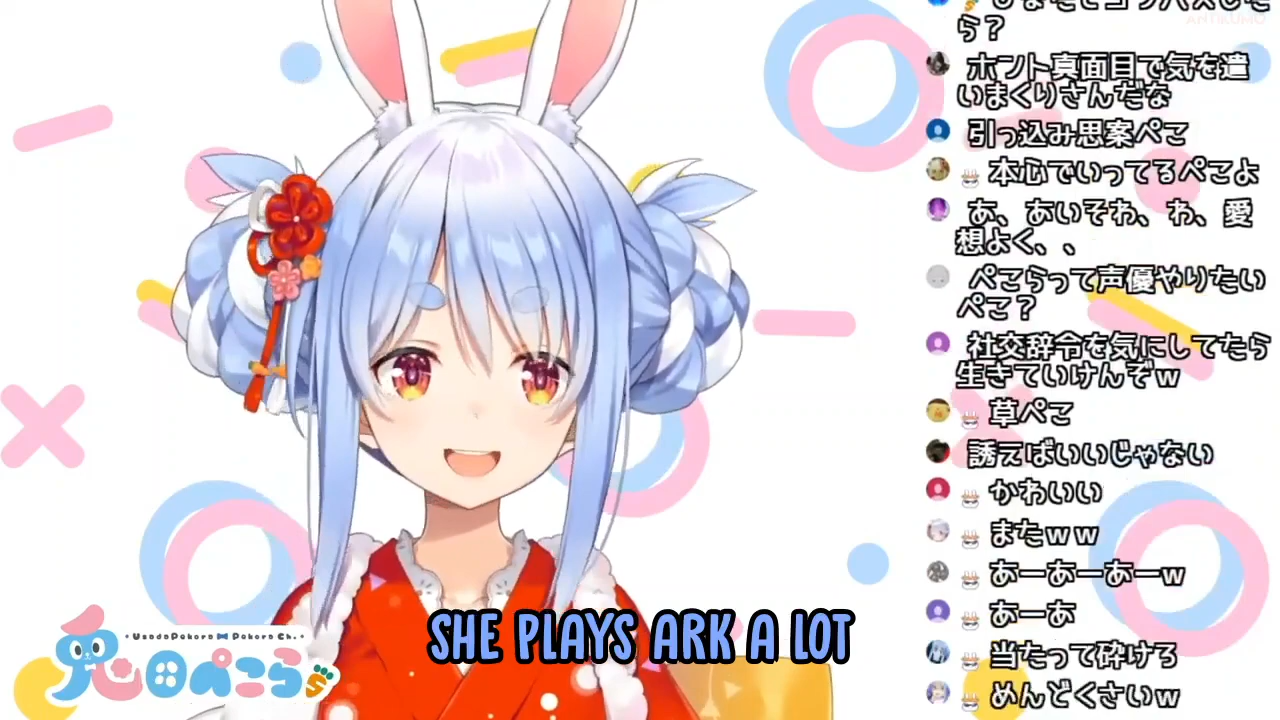 ANTIKUMO
ら？
ホント真面目で気を遣
いまくりさんだな
引っ込み思案ぺこ
本心でいってるぺこよ
あ、あいそわ、わ、愛
想よく、、
ぺこらって声優やりたい
ぺこ？
社交辞令を気にしてたら
生きていけんぞw
草ぺこ
誘えばいいじゃない
かわいい
またww
あーあーあーw
あーあ
当たって砕けろ
めんどくさいw
SHE PLAYS ARK A LOT
UsadaPekora Pekora Ch.
兎田ぺこら